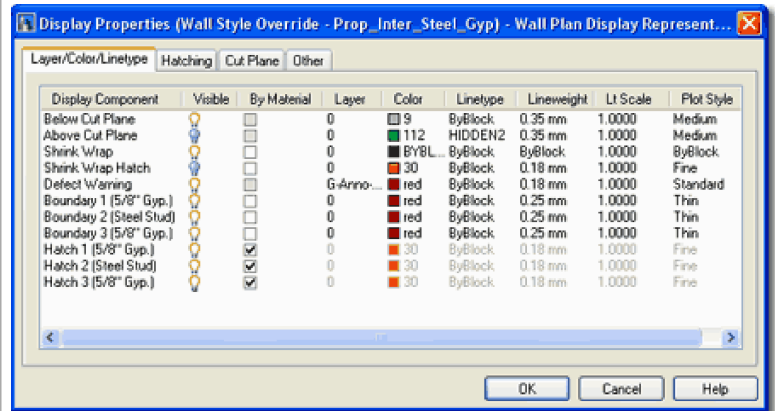 Display Properties (Wall Style Override - Prop_Inter_Steel_Gyp) - Wall Plan Display Represent...
Layer/Color/Linetype Hatching Cut Plane Other
Display Component Visible By Material Layer Color Linetype Lineweight Lt Scale Plot Style
Below Cut Plane 0 9 ByBlock 0.35 mm 1.0000 Medium
Above Cut Plane 0 112 HIDDEN2 0.35 mm 1.0000 Medium
Shrink Wrap 0 BYBL... ByBlock ByBlock 1.0000 ByBlock
Shrink Wrap Hatch 0 30 ByBlock 0.18 mm 1.0000 Fine
Defect Warning G-Anno-... red ByBlock 0.18 mm 1.0000 Standard
Boundary 1 (5/8" Gyp.) 0 red ByBlock 0.25 mm 1.0000 Thin
Boundary 2 (Steel Stud) 0 red ByBlock 0.25 mm 1.0000 Thin
Boundary 3 (5/8" Gyp.) 0 red ByBlock 0.25 mm 1.0000 Thin
Hatch 1 (5/8" Gyp.) 0 30 ByBlock 0.18 mm 1.0000 Fine
Hatch 2 (Steel Stud) 0 30 ByBlock 0.18 mm 1.0000 Fine
Hatch 3 (5/8" Gyp.) 0 30 ByBlock 0.18 mm 1.0000 Fine
OK Cancel Help